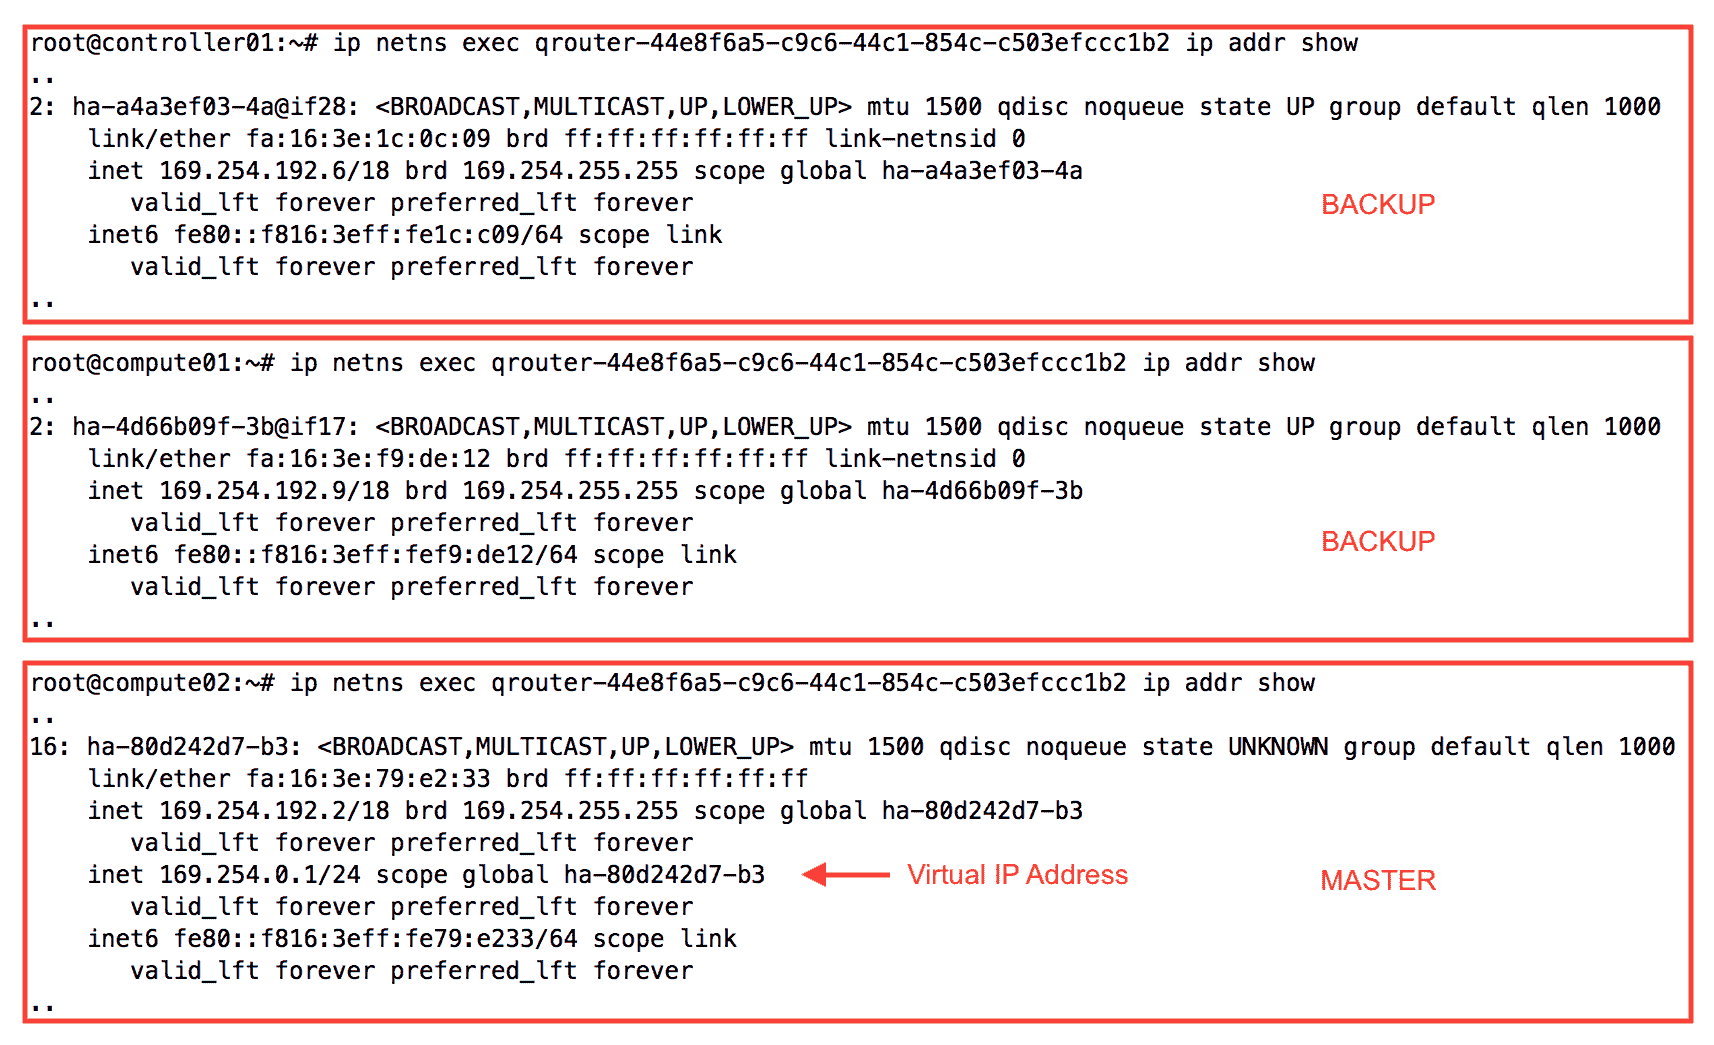 root@controller01:~# ip netns exec qrouter-44e8f6a5-c9c6-44c1-854c-c503efccc1b2 ip addr show
..
2: ha-a4a3ef03-4a@if28: <BROADCAST,MULTICAST,UP,LOWER_UP> mtu 1500 qdisc noqueue state UP group default qlen 1000
link/ether fa:16:3e:1c:0c:09 brd ff:ff:ff:ff:ff:ff link-netnsid 0
inet 169.254.192.6/18 brd 169.254.255.255 scope global ha-a4a3ef03-4a
valid_lft forever preferred_lft forever
BACKUP
inet6 fe80::f816:3eff:fe1c:c09/64 scope link
valid_lft forever preferred_lft forever
..
root@compute01:~# ip netns exec qrouter-44e8f6a5-c9c6-44c1-854c-c503efccc1b2 ip addr show
..
2: ha-4d66b09f-3b@if17: <BROADCAST,MULTICAST,UP,LOWER_UP> mtu 1500 qdisc noqueue state UP group default qlen 1000
link/ether fa:16:3e:f9:de:12 brd ff:ff:ff:ff:ff:ff link-netnsid 0
inet 169.254.192.9/18 brd 169.254.255.255 scope global ha-4d66b09f-3b
valid_lft forever preferred_lft forever
BACKUP
inet6 fe80::f816:3eff:fef9:de12/64 scope link
valid_lft forever preferred_lft forever
..
root@compute02:~# ip netns exec qrouter-44e8f6a5-c9c6-44c1-854c-c503efccc1b2 ip addr show
..
16: ha-80d242d7-b3: <BROADCAST,MULTICAST,UP,LOWER_UP> mtu 1500 qdisc noqueue state UNKNOWN group default qlen 1000
link/ether fa:16:3e:79:e2:33 brd ff:ff:ff:ff:ff:ff
inet 169.254.192.2/18 brd 169.254.255.255 scope global ha-80d242d7-b3
valid_lft forever preferred_lft forever
inet 169.254.0.1/24 scope global ha-80d242d7-b3
Virtual IP Address
MASTER
valid_lft forever preferred_lft forever
inet6 fe80::f816:3eff:fe79:e233/64 scope link
valid_lft forever preferred_lft forever
..